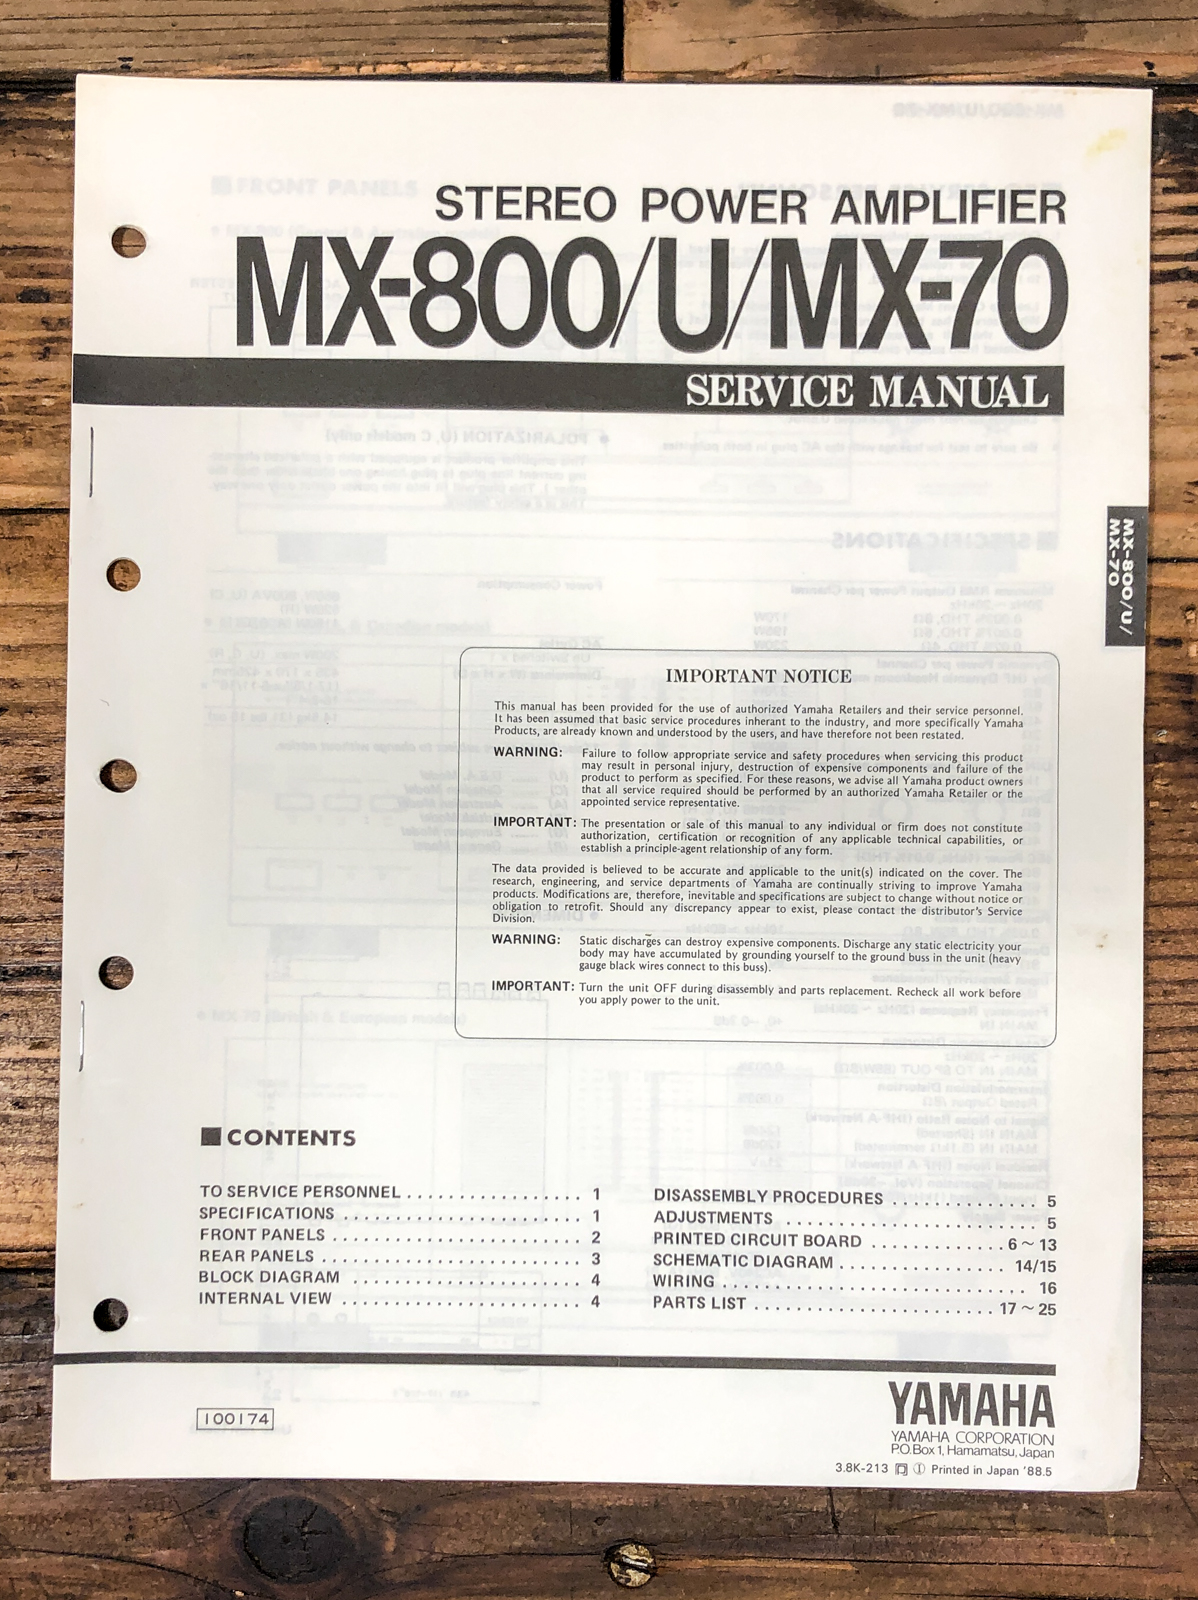 STEREO POWER AMPLIFIER
MX-800/U/MX-70
SERVICE MANUAL
MX-800/U/
MX-70
IMPORTANT NOTICE
This manual has been provided for the use of authorized Yamaha Retailers and their service personnel.
It has been assumed that basic service procedures inherant to the industry, and more specifically Yamaha
Products, are already known and understood by the users, and have therefore not been restated.
WARNING: Failure to follow appropriate service and safety procedures when servicing this product
may result in personal injury, destruction of expensive components and failure of the
product to perform as specified. For these reasons, we advise all Yamaha product owners
that all service required should be performed by an authorized Yamaha Retailer or the
appointed service representative.
IMPORTANT: The presentation or sale of this manual to any individual or firm does not constitute
authorization, certification or recognition of any applicable technical capabilities, or
establish a principle-agent relationship of any form.
The data provided is believed to be accurate and applicable to the unit(s) indicated on the cover. The
research, engineering, and service departments of Yamaha are continually striving to improve Yamaha
products. Modifications are, therefore, inevitable and specifications are subject to change without notice or
obligation to retrofit. Should any discrepancy appear to exist, please contact the distributor's Service
Division.
WARNING: Static discharges can destroy expensive components. Discharge any static electricity your
body may have accumulated by grounding yourself to the ground buss in the unit (heavy
gauge black wires connect to this buss).
IMPORTANT: Turn the unit OFF during disassembly and parts replacement. Recheck all work before
you apply power to the unit.
■ CONTENTS
TO SERVICE PERSONNEL . . . . . . . . . . . . . . . . . 1
SPECIFICATIONS . . . . . . . . . . . . . . . . . . . . . . . 1
FRONT PANELS . . . . . . . . . . . . . . . . . . . . . . . . 2
REAR PANELS . . . . . . . . . . . . . . . . . . . . . . . . . 3
BLOCK DIAGRAM . . . . . . . . . . . . . . . . . . . . . . 4
INTERNAL VIEW . . . . . . . . . . . . . . . . . . . . . . . 4
DISASSEMBLY PROCEDURES . . . . . . . . . . . . . . . . 5
ADJUSTMENTS . . . . . . . . . . . . . . . . . . . . . . . . . 5
PRINTED CIRCUIT BOARD . . . . . . . . . . . . . 6 ~ 13
SCHEMATIC DIAGRAM . . . . . . . . . . . . . . . . 14/15
WIRING . . . . . . . . . . . . . . . . . . . . . . . . . . . . . 16
PARTS LIST . . . . . . . . . . . . . . . . . . . . . . . 17 ~ 25
100174
YAMAHA
YAMAHA CORPORATION
P.O.Box 1, Hamamatsu, Japan
3.8K-213 Printed in Japan '88.5